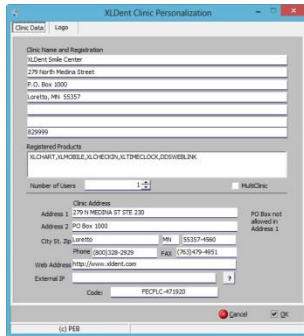 XLDent Clinic Personalization
Clinic Data Logo
Clinic Name and Registration
XLDent Smile Center
279 North Medina Street
P.O. Box 1000
Loretto, MN 55357
829999
Registered Products
XLCHART,XLMOBILE,XLCHECKIN,XLTIMECLOCK,DDSWEBLINK
Number of Users 1 MultiClinic
Clinic Address
Address 1 279 N MEDINA ST STE 230 PO Box not
allowed in
Address 1
Address 2 PO Box 1000
City St. Zip Loretto MN 55357-4560
Phone (800)328-2929 FAX (763)479-4951
Web Address http://www.xldent.com
External IP ?
Code: PECPLC-471920
Cancel OK
(c) PEB